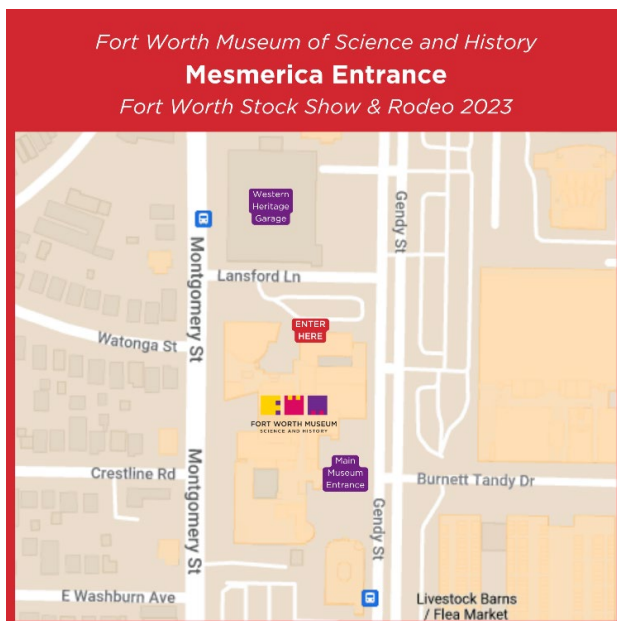 Fort Worth Museum of Science and History
Mesmerica Entrance
Fort Worth Stock Show & Rodeo 2023
Western
Heritage
Garage
Gendy St
Montgomery St
Lansford Ln
ENTER
HERE
Watonga St
FORT WORTH MUSEUM
SCIENCE AND HISTORY
Main
Museum
Entrance
Crestline Rd
Montgomery St
Burnett Tandy Dr
Gendy St
E Washburn Ave
Livestock Barns
/ Flea Market